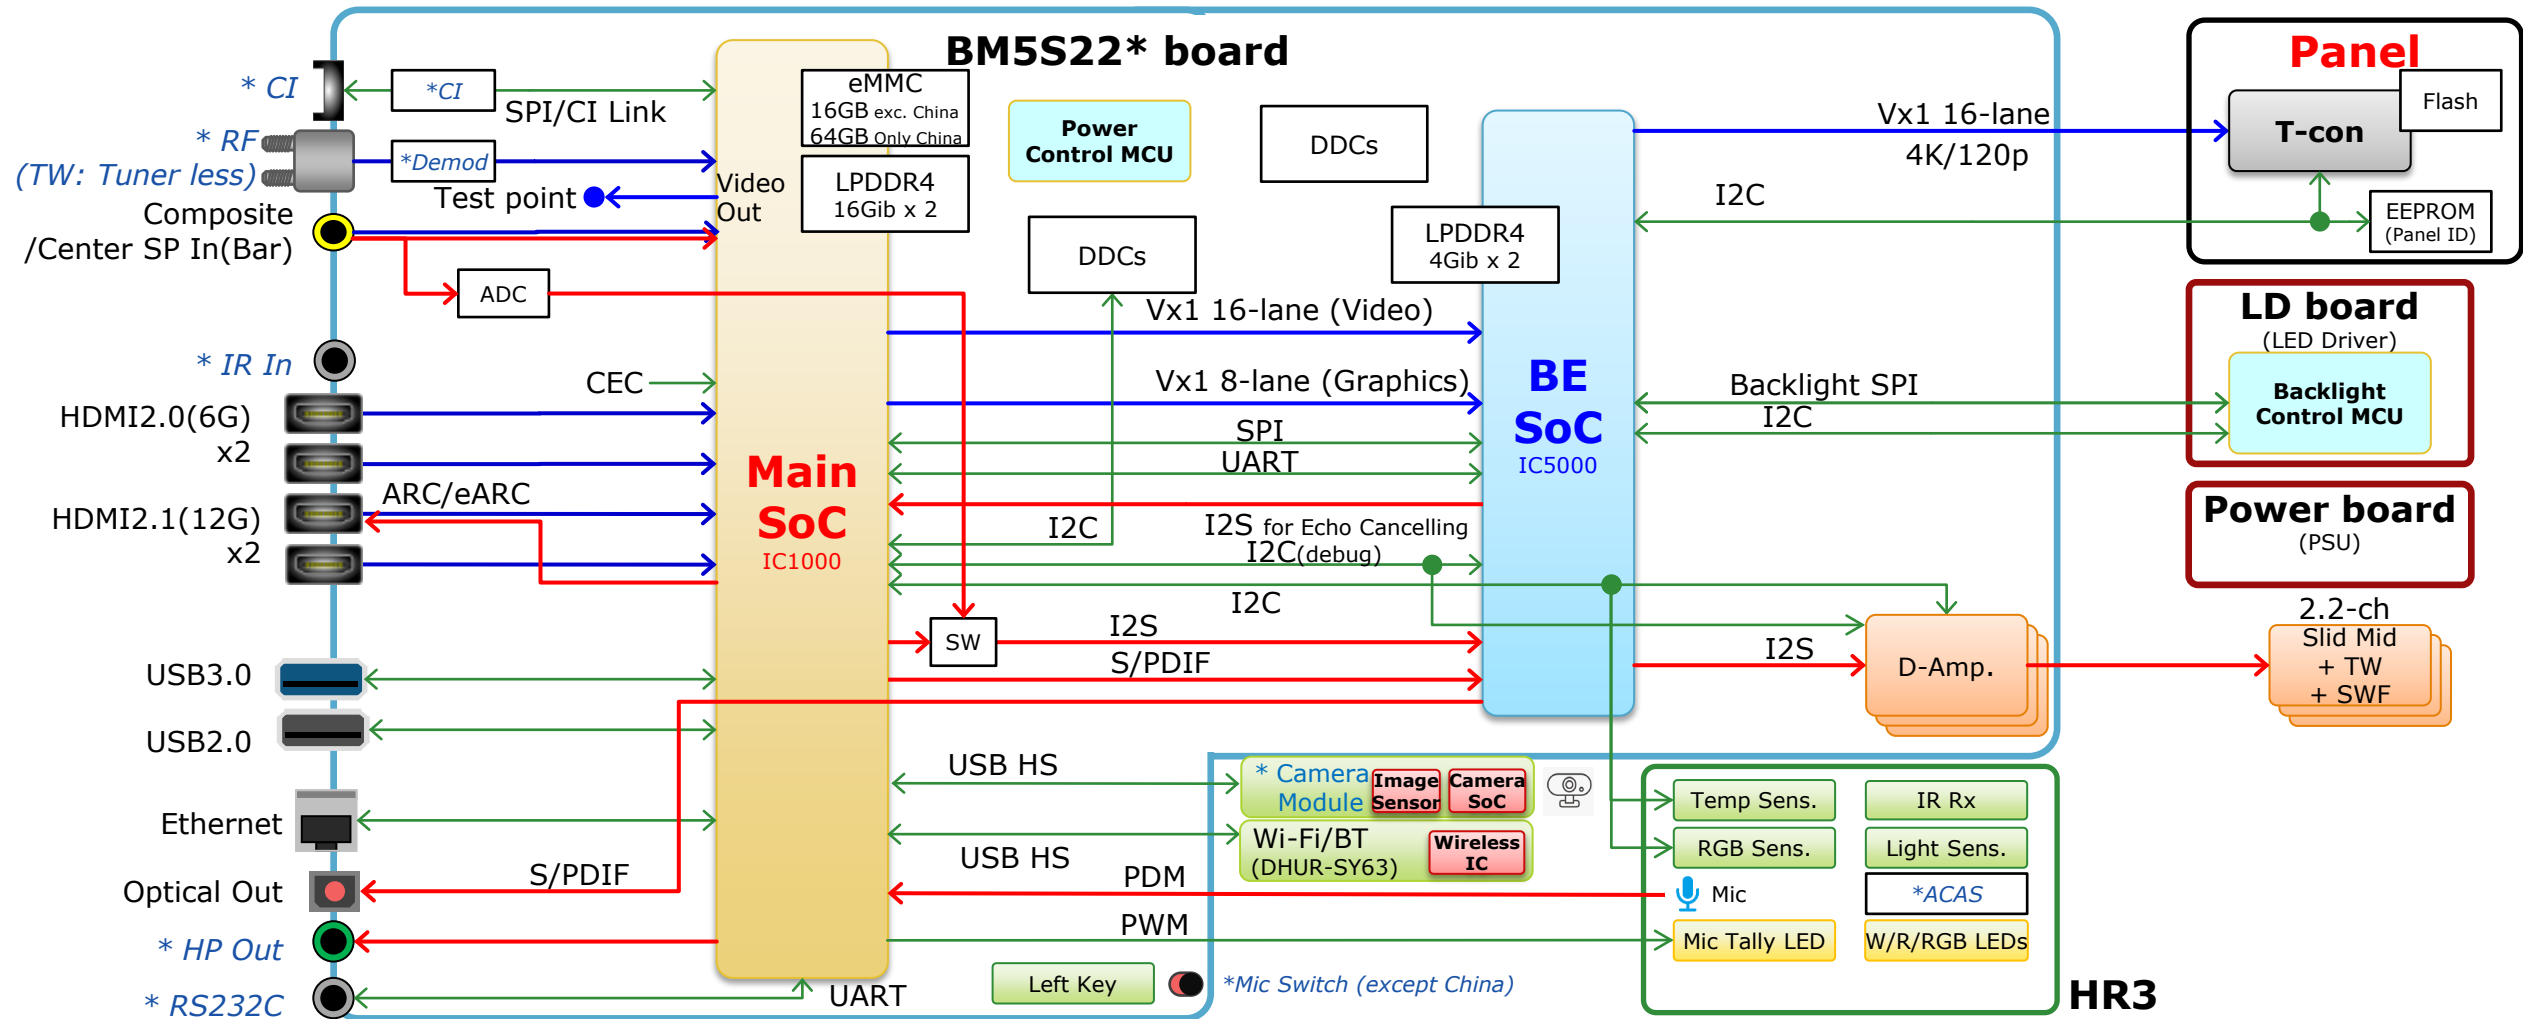 BM5S22* board
* CI
*CI
SPI/CI Link
* RF
(TW: Tuner less)
*Demod
Test point
Video
Out
Composite
/Center SP In(Bar)
ADC
* IR In
CEC
HDMI2.0(6G)
x2
ARC/eARC
HDMI2.1(12G)
x2
USB3.0
USB2.0
Ethernet
Optical Out
S/PDIF
* HP Out
* RS232C
UART
eMMC
16GB exc. China
64GB Only China
LPDDR4
16Gib x 2
Main
SoC
IC1000
Power
Control MCU
DDCs
DDCs
LPDDR4
4Gib x 2
Vx1 16-lane (Video)
Vx1 8-lane (Graphics)
SPI
UART
I2S for Echo Cancelling
I2C
I2C(debug)
I2C
SW
I2S
S/PDIF
BE
SoC
IC5000
Vx1 16-lane
4K/120p
I2C
Backlight SPI
I2C
I2S
D-Amp.
Panel
Flash
T-con
EEPROM
(Panel ID)
LD board
(LED Driver)
Backlight
Control MCU
Power board
(PSU)
2.2-ch
Slid Mid
+ TW
+ SWF
USB HS
* Camera
Module
Image
Sensor
Camera
SoC
USB HS
Wi-Fi/BT
(DHUR-SY63)
Wireless
IC
PDM
PWM
Left Key
*Mic Switch (except China)
Temp Sens.
IR Rx
RGB Sens.
Light Sens.
Mic
*ACAS
Mic Tally LED
W/R/RGB LEDs
HR3